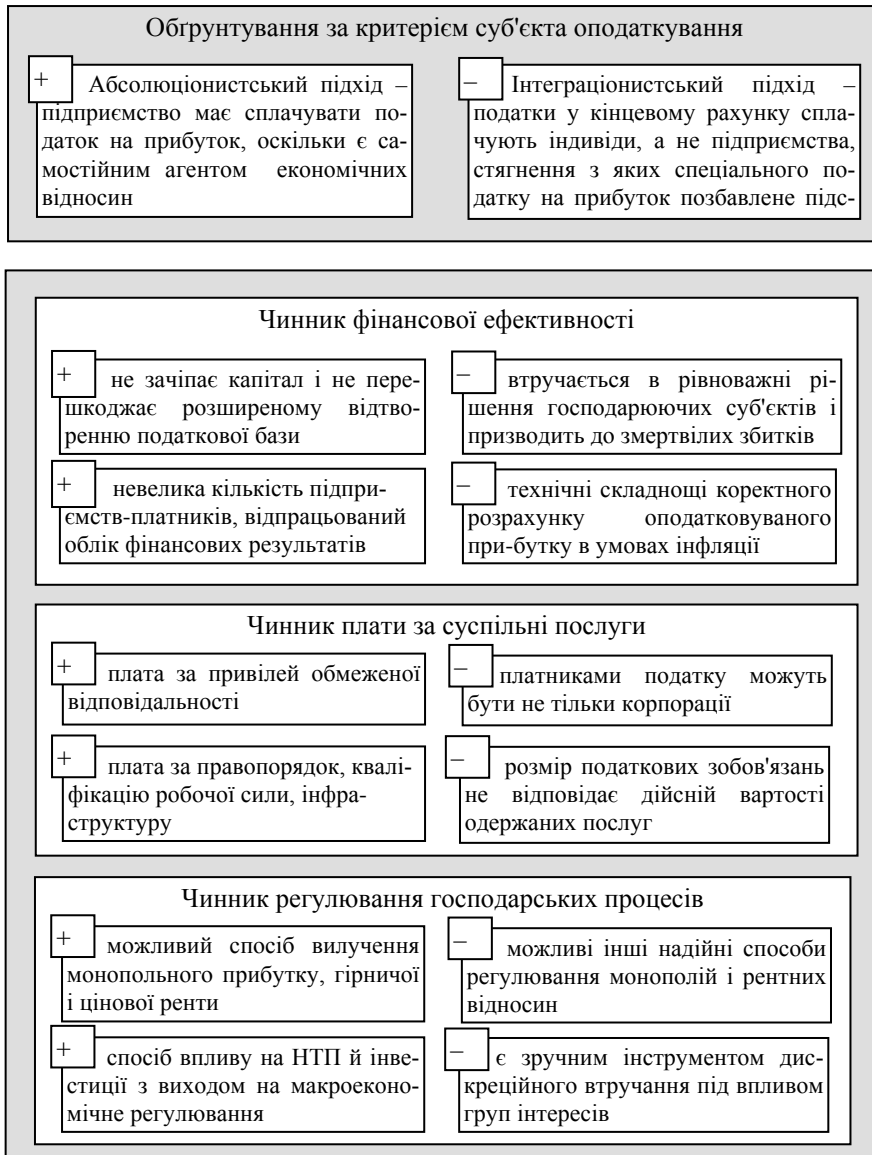 Обґрунтування за критерієм суб'єкта оподаткування
+ Абсолюціонистський підхід –
підприємство має сплачувати по-
даток на прибуток, оскільки є са-
мостійним агентом економічних
відносин
– Інтеграціонистський підхід –
податки у кінцевому рахунку спла-
чують індивіди, а не підприємства,
стягнення з яких спеціального по-
датку на прибуток позбавлене підс-
Чинник фінансової ефективності
+ не зачіпає капітал і не пере-
шкоджає розширеному відтво-
ренню податкової бази
– втручається в рівноважні рі-
шення господарюючих суб'єктів і
призводить до змертвілих збитків
+ невелика кількість підпри-
ємств-платників, відпрацьований
облік фінансових результатів
– технічні складнощі коректного
розрахунку оподатковуваного
при-бутку в умовах інфляції
Чинник плати за суспільні послуги
+ плата за привілей обмеженої
відповідальності
– платниками податку можуть
бути не тільки корпорації
+ плата за правопорядок, квалі-
фікацію робочої сили, інфра-
структуру
– розмір податкових зобов'язань
не відповідає дійсній вартості
одержаних послуг
Чинник регулювання господарських процесів
+ можливий спосіб вилучення
монопольного прибутку, гірничої
і цінової ренти
– можливі інші надійні способи
регулювання монополій і рентних
відносин
+ спосіб впливу на НТП й інве-
стиції з виходом на макроеконо-
мічне регулювання
– є зручним інструментом дис-
креційного втручання під впливом
груп інтересів